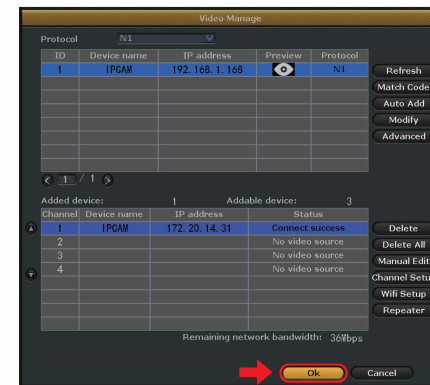 Video Manage
Protocol N1
ID Device name IP address Preview Protocol
1 IPCAM 192. 168. 1. 168 N1
Refresh
Match Code
Auto Add
Modify
Advanced
1 / 1
Added device: 1 Addable device: 3
Channel Device name IP address Status
1 IPCAM 172. 20. 14. 31 Connect success
2 No video source
3 No video source
4 No video source
Delete
Delete All
Manual Edit
Channel Setu
Wifi Setup
Repeater
Remaining network bandwidth: 36Mbps
Ok Cancel